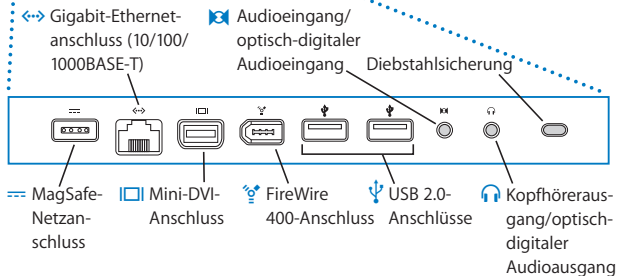 Gigabit-Ethernet-
anschluss (10/100/
1000BASE-T)
Audioeingang/
optisch-digitaler
Audioeingang
Diebstahlsicherung
MagSafe-
Netzan-
schluss
Mini-DVI-
Anschluss
FireWire
400-Anschluss
USB 2.0-
Anschlüsse
Kopfhöreraus-
gang/optisch-
digitaler
Audioausgang